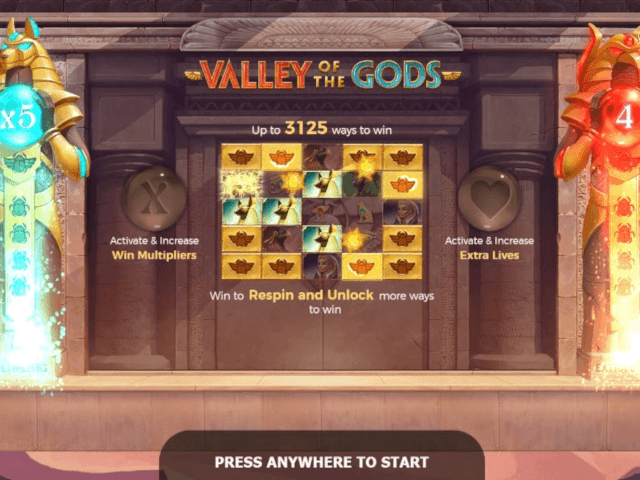 VALLEY OF THE GODS
Up to 3125 ways to win
x5
4
X
Activate & Increase
Win Multipliers
Activate & Increase
Extra Lives
Win to Respin and Unlock more ways
to win
PRESS ANYWHERE TO START